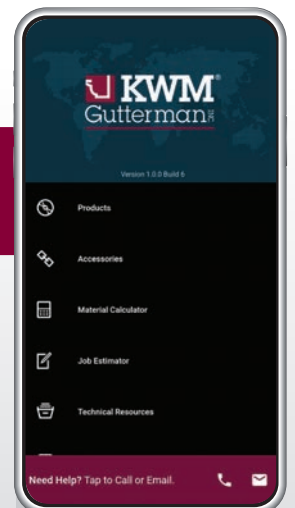 KWM®
Gutterman INC
Version 1.0.0 Build 6
Products
Accessories
Material Calculator
Job Estimator
Technical Resources
Need Help? Tap to Call or Email.